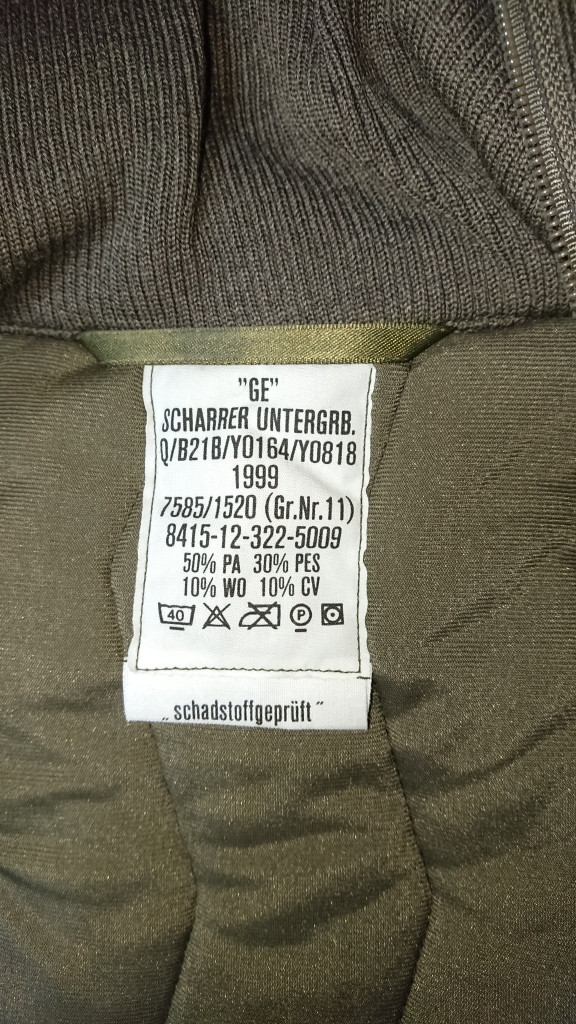 "GE"
SCHARRER UNTERGRB.
Q/B21B/Y0164/Y0818
1999
7585/1520 (Gr.Nr.11)
8415-12-322-5009
50% PA 30% PES
10% WO 10% CV
40 P
„schadstoffgeprüft"